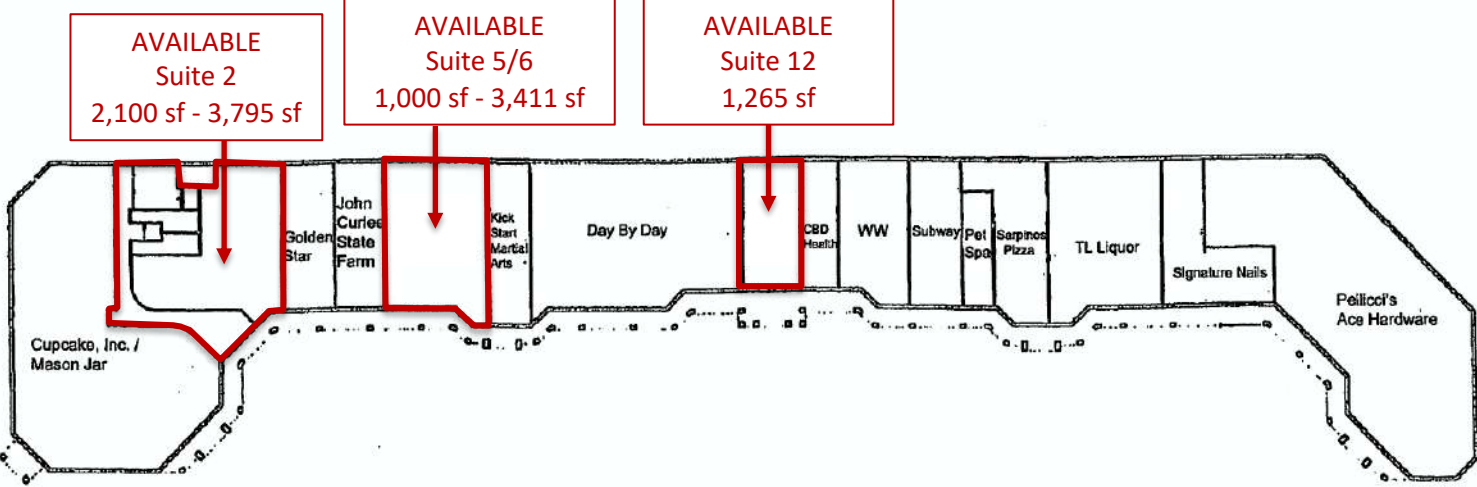 AVAILABLE
Suite 2
2,100 sf - 3,795 sf
AVAILABLE
Suite 5/6
1,000 sf - 3,411 sf
AVAILABLE
Suite 12
1,265 sf
Cupcake, Inc. /
Mason Jar
Golden
Star
John
Curlee
State
Farm
Kick
Start
Martial
Arts
Day By Day
CBD
Health
WW
Subway
Pet
Spa
Sarpinos
Pizza
TL Liquor
Signature Nails
Peilicci's
Ace Hardware